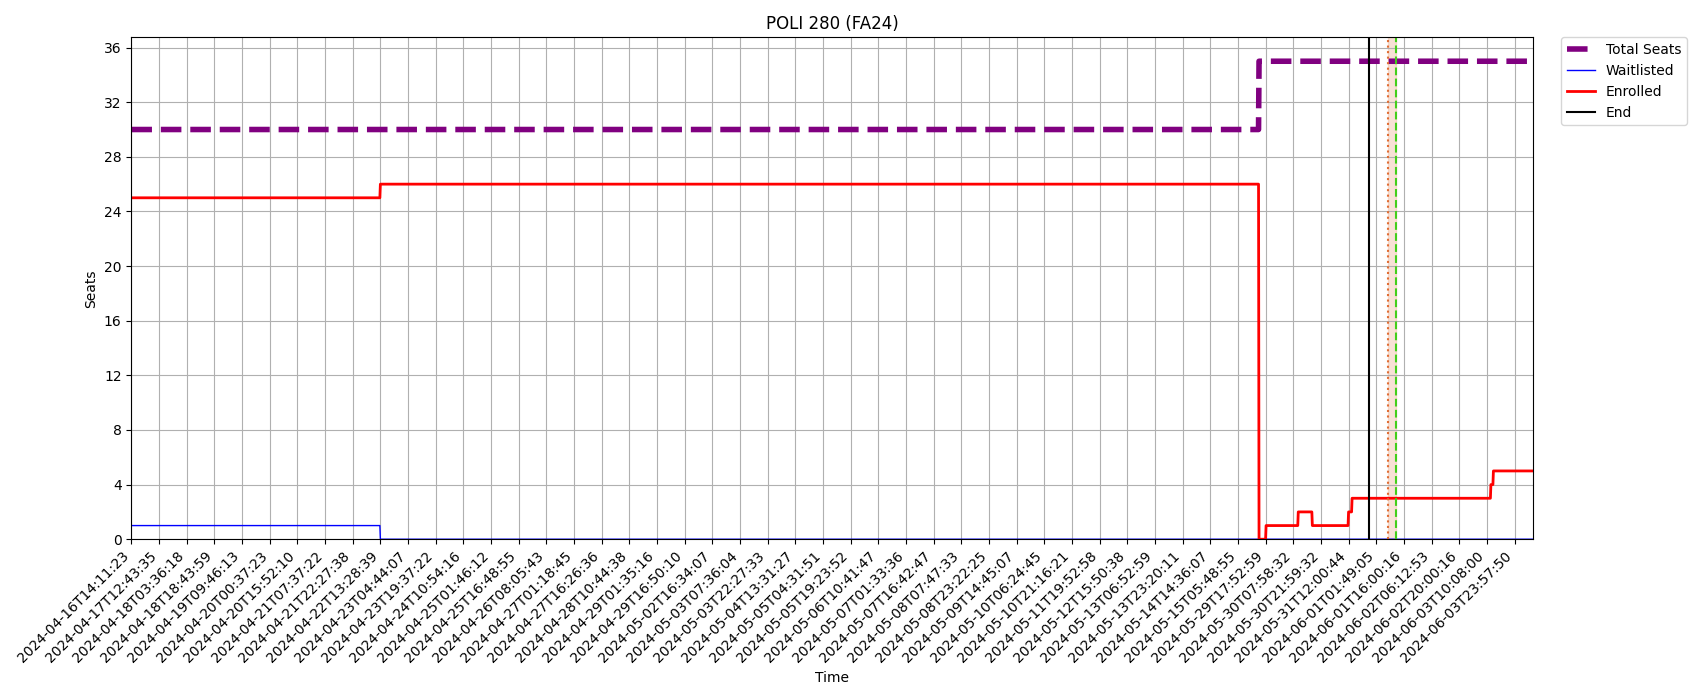 POLI 280 (FA24)
Total Seats
Waitlisted
Enrolled
End
Seats
36
32
28
24
20
16
12
8
4
0
2024-04-16T14:11:23
2024-04-17T12:43:35
2024-04-18T03:36:18
2024-04-18T18:43:59
2024-04-19T09:46:13
2024-04-20T00:37:23
2024-04-20T15:52:10
2024-04-21T07:37:22
2024-04-21T22:27:38
2024-04-22T13:28:39
2024-04-23T04:44:07
2024-04-23T19:37:22
2024-04-24T10:54:16
2024-04-25T01:46:12
2024-04-25T16:48:55
2024-04-26T08:05:43
2024-04-27T01:18:45
2024-04-27T16:26:36
2024-04-28T10:44:38
2024-04-29T01:35:16
2024-04-29T16:50:10
2024-05-02T16:34:07
2024-05-03T07:36:04
2024-05-03T22:27:33
2024-05-04T13:31:27
2024-05-05T04:31:51
2024-05-05T19:23:52
2024-05-06T10:41:47
2024-05-07T01:33:36
2024-05-07T16:42:47
2024-05-08T07:47:33
2024-05-08T23:22:25
2024-05-09T14:45:07
2024-05-10T06:24:45
2024-05-10T21:16:21
2024-05-11T19:52:58
2024-05-12T15:50:38
2024-05-13T06:52:59
2024-05-13T23:20:11
2024-05-14T14:36:07
2024-05-15T05:48:55
2024-05-29T17:52:59
2024-05-30T07:58:32
2024-05-30T21:59:32
2024-05-31T12:00:44
2024-06-01T01:49:05
2024-06-01T16:00:16
2024-06-02T06:12:53
2024-06-02T20:00:16
2024-06-03T10:08:00
2024-06-03T23:57:50
Time